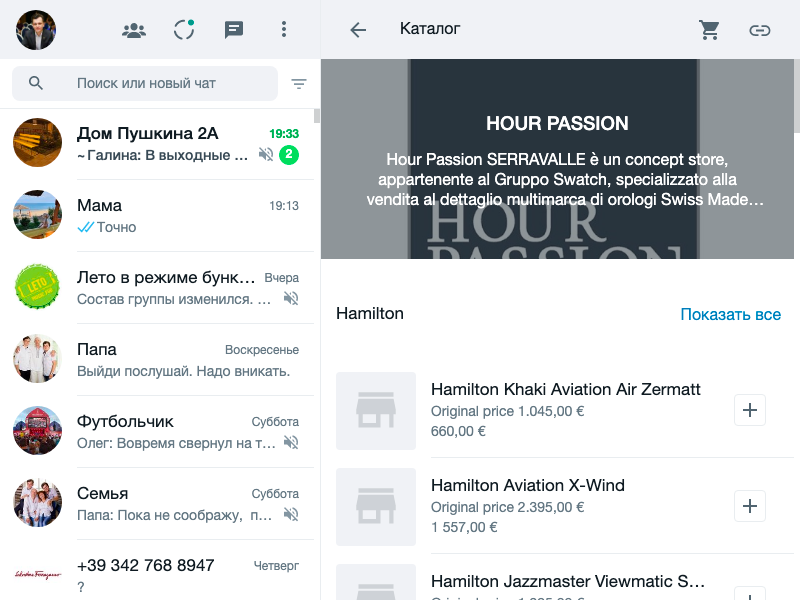 Каталог
Поиск или новый чат
Дом Пушкина 2А
19:33
~ Галина: В выходные ...
2
Мама
19:13
Точно
Лето в режиме бунк...
Вчера
Состав группы изменился. ...
Папа
Воскресенье
Выйди послушай. Надо вникать.
Футбольчик
Суббота
Олег: Вовремя свернул на т...
Семья
Суббота
Папа: Пока не соображу, п...
+39 342 768 8947
Четверг
?
HOUR PASSION
Hour Passion SERRAVALLE è un concept store,
appartenente al Gruppo Swatch, specializzato alla
vendita al dettaglio multimarca di orologi Swiss Made...
HOUR
PASSION
Hamilton
Показать все
Hamilton Khaki Aviation Air Zermatt
Original price 1.045,00 €
660,00 €
Hamilton Aviation X-Wind
Original price 2.395,00 €
1 557,00 €
Hamilton Jazzmaster Viewmatic S...